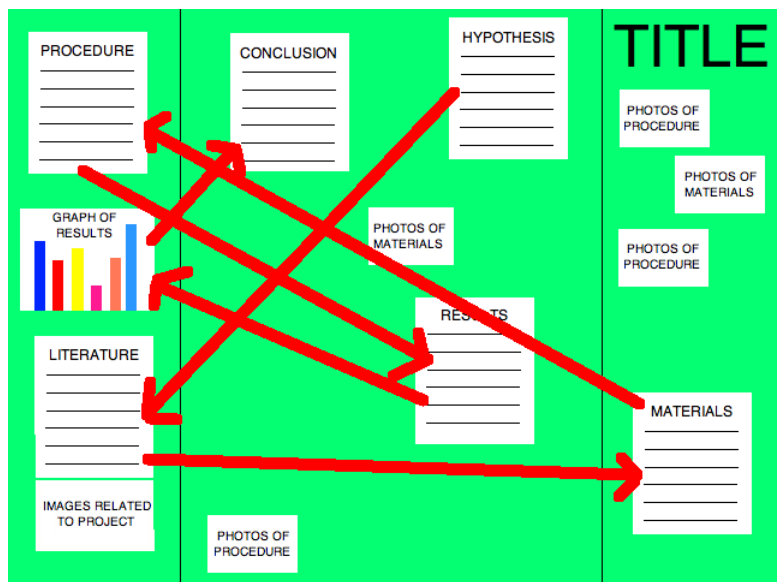 PROCEDURE
CONCLUSION
HYPOTHESIS
TITLE
PHOTOS OF
PROCEDURE
PHOTOS OF
MATERIALS
GRAPH OF
RESULTS
PHOTOS OF
MATERIALS
PHOTOS OF
PROCEDURE
RESULTS
LITERATURE
MATERIALS
IMAGES RELATED
TO PROJECT
PHOTOS OF
PROCEDURE